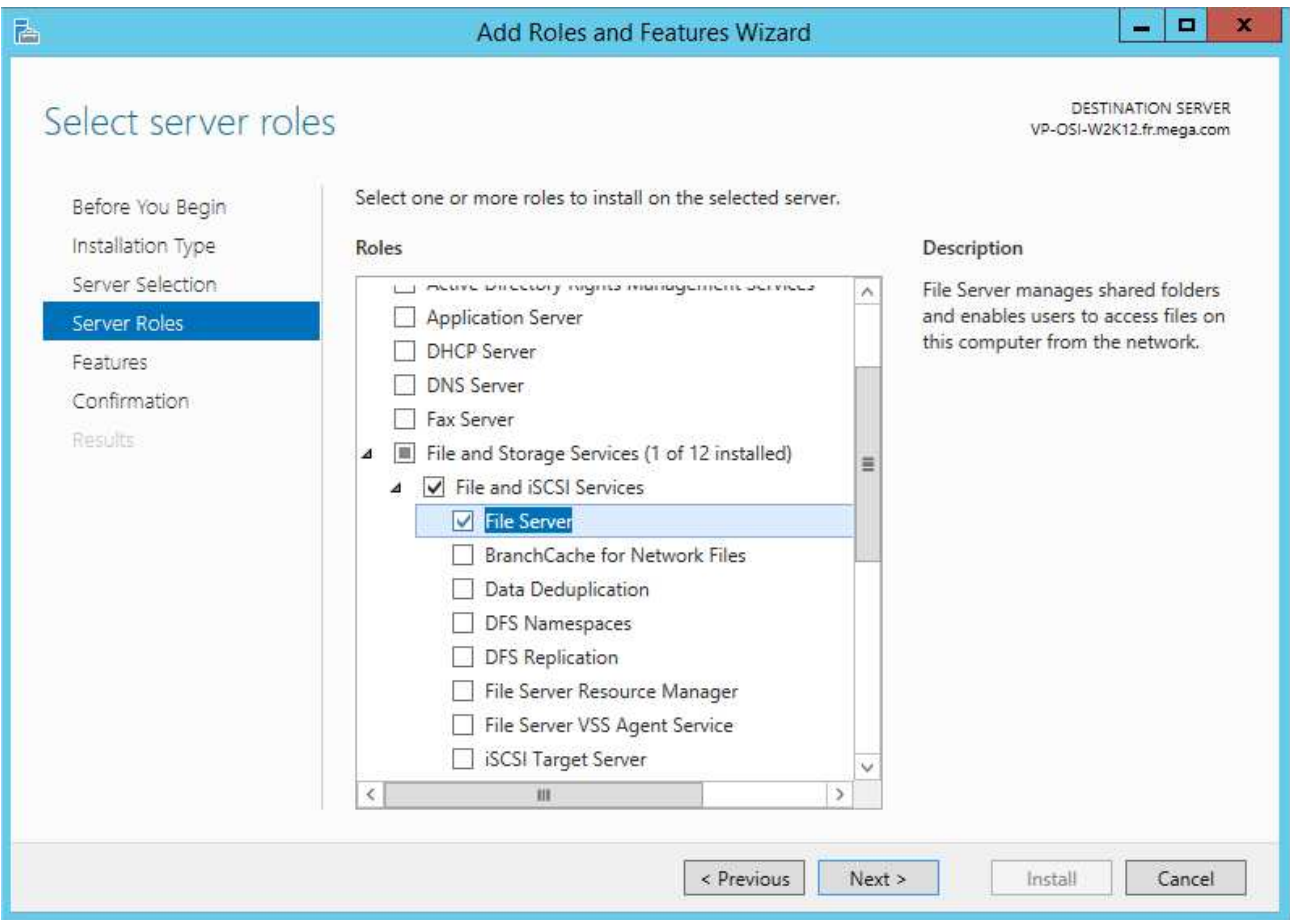 Add Roles and Features Wizard
Select server roles
DESTINATION SERVER
VP-OSI-W2K12.fr.mega.com
Before You Begin
Installation Type
Server Selection
Server Roles
Features
Confirmation
Results
Select one or more roles to install on the selected server.
Roles
Active Directory Rights Management Services
Application Server
DHCP Server
DNS Server
Fax Server
File and Storage Services (1 of 12 installed)
File and iSCSI Services
File Server
BranchCache for Network Files
Data Deduplication
DFS Namespaces
DFS Replication
File Server Resource Manager
File Server VSS Agent Service
iSCSI Target Server
Description
File Server manages shared folders
and enables users to access files on
this computer from the network.
< Previous
Next >
Install
Cancel